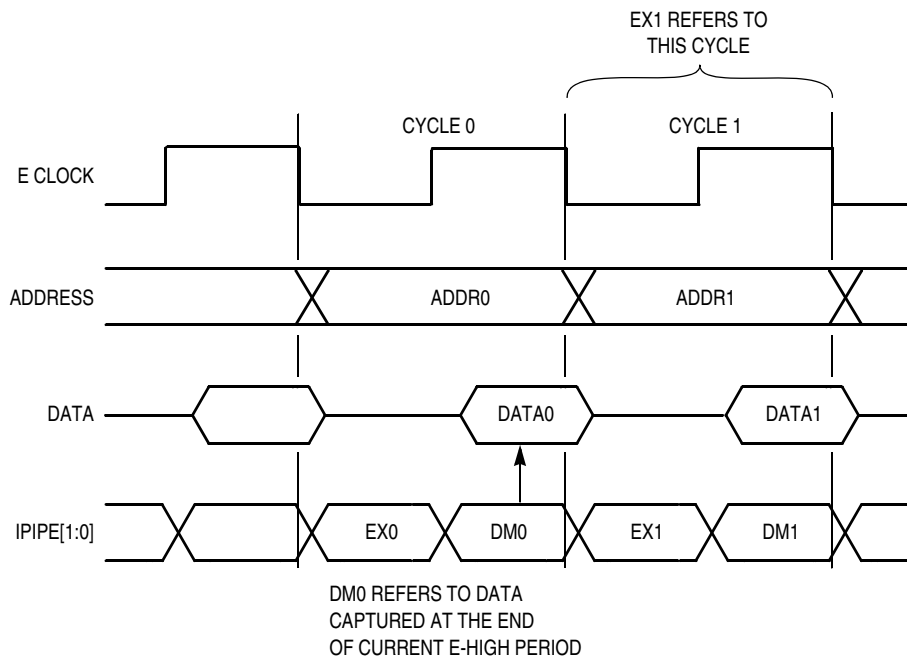 EX1 REFERS TO
THIS CYCLE
CYCLE 0
CYCLE 1
E CLOCK
ADDRESS
ADDR0
ADDR1
DATA
DATA0
DATA1
IPIPE[1:0]
EX0
DM0
EX1
DM1
DM0 REFERS TO DATA
CAPTURED AT THE END
OF CURRENT E-HIGH PERIOD